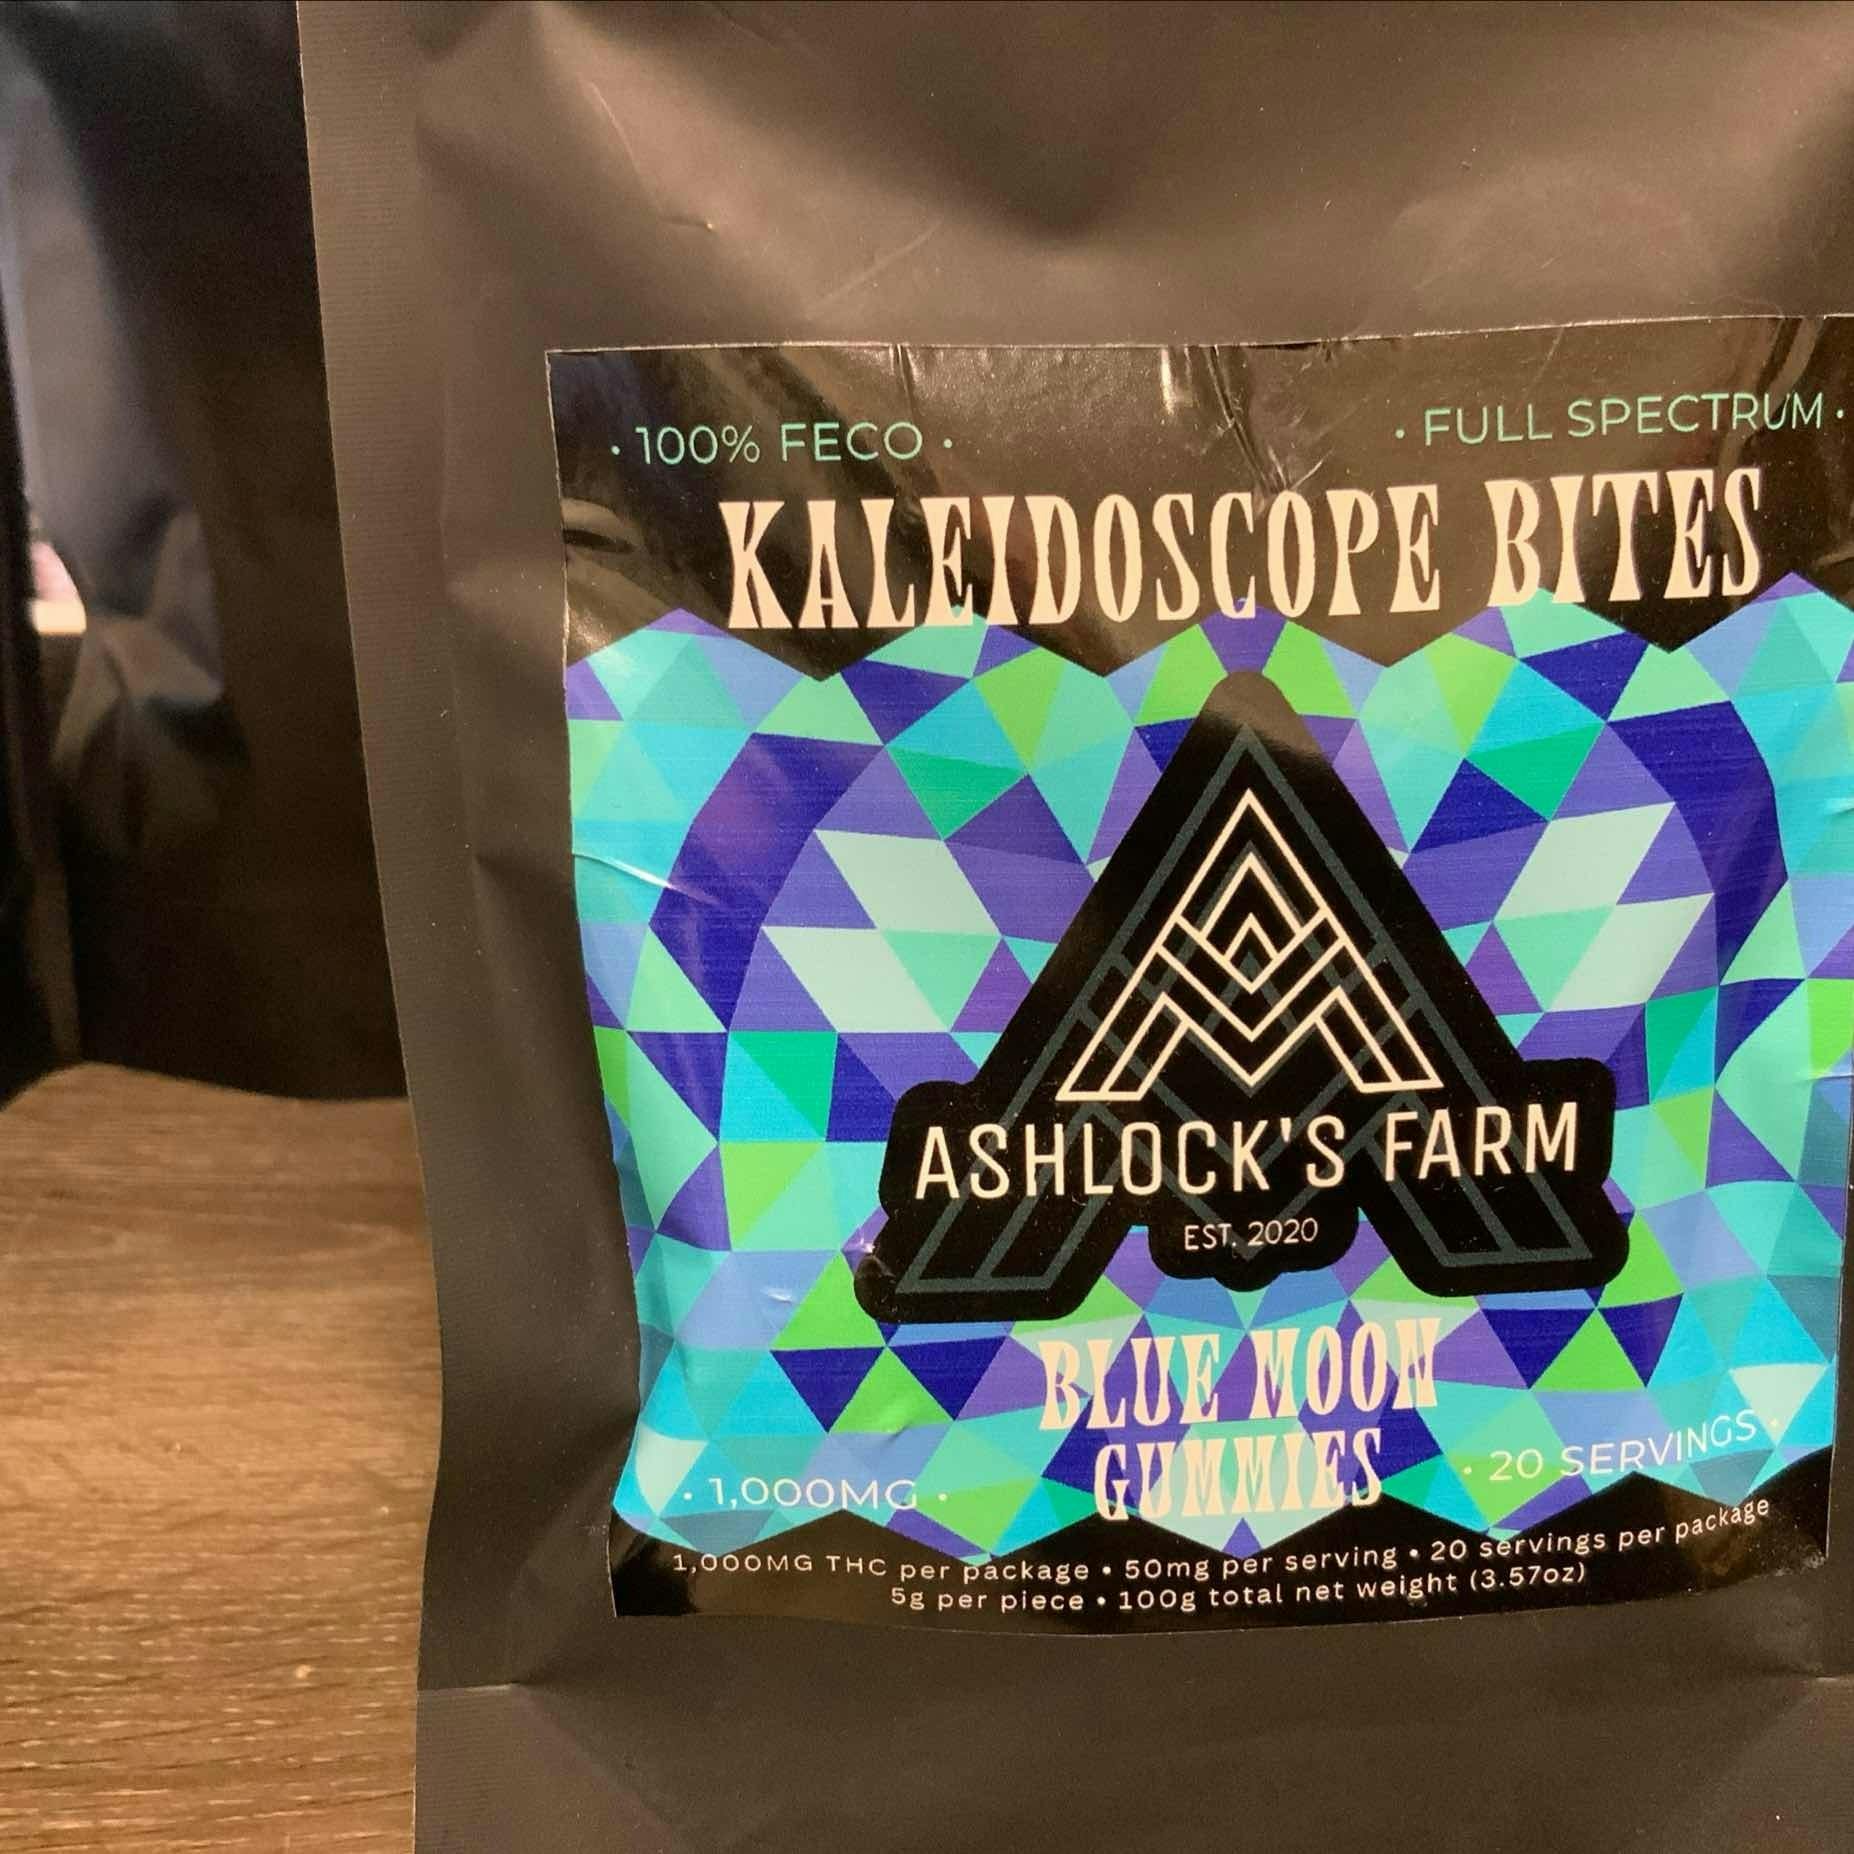 · 100% FECO ·
· FULL SPECTRUM ·
KALEIDOSCOPE BITES
ASHLOCK'S FARM
EST. 2020
BLUE MOON
GUMMIES
· 1,000MG ·
· 20 SERVINGS ·
1,000MG THC per package • 50mg per serving • 20 servings per package
5g per piece • 100g total net weight (3.57oz)